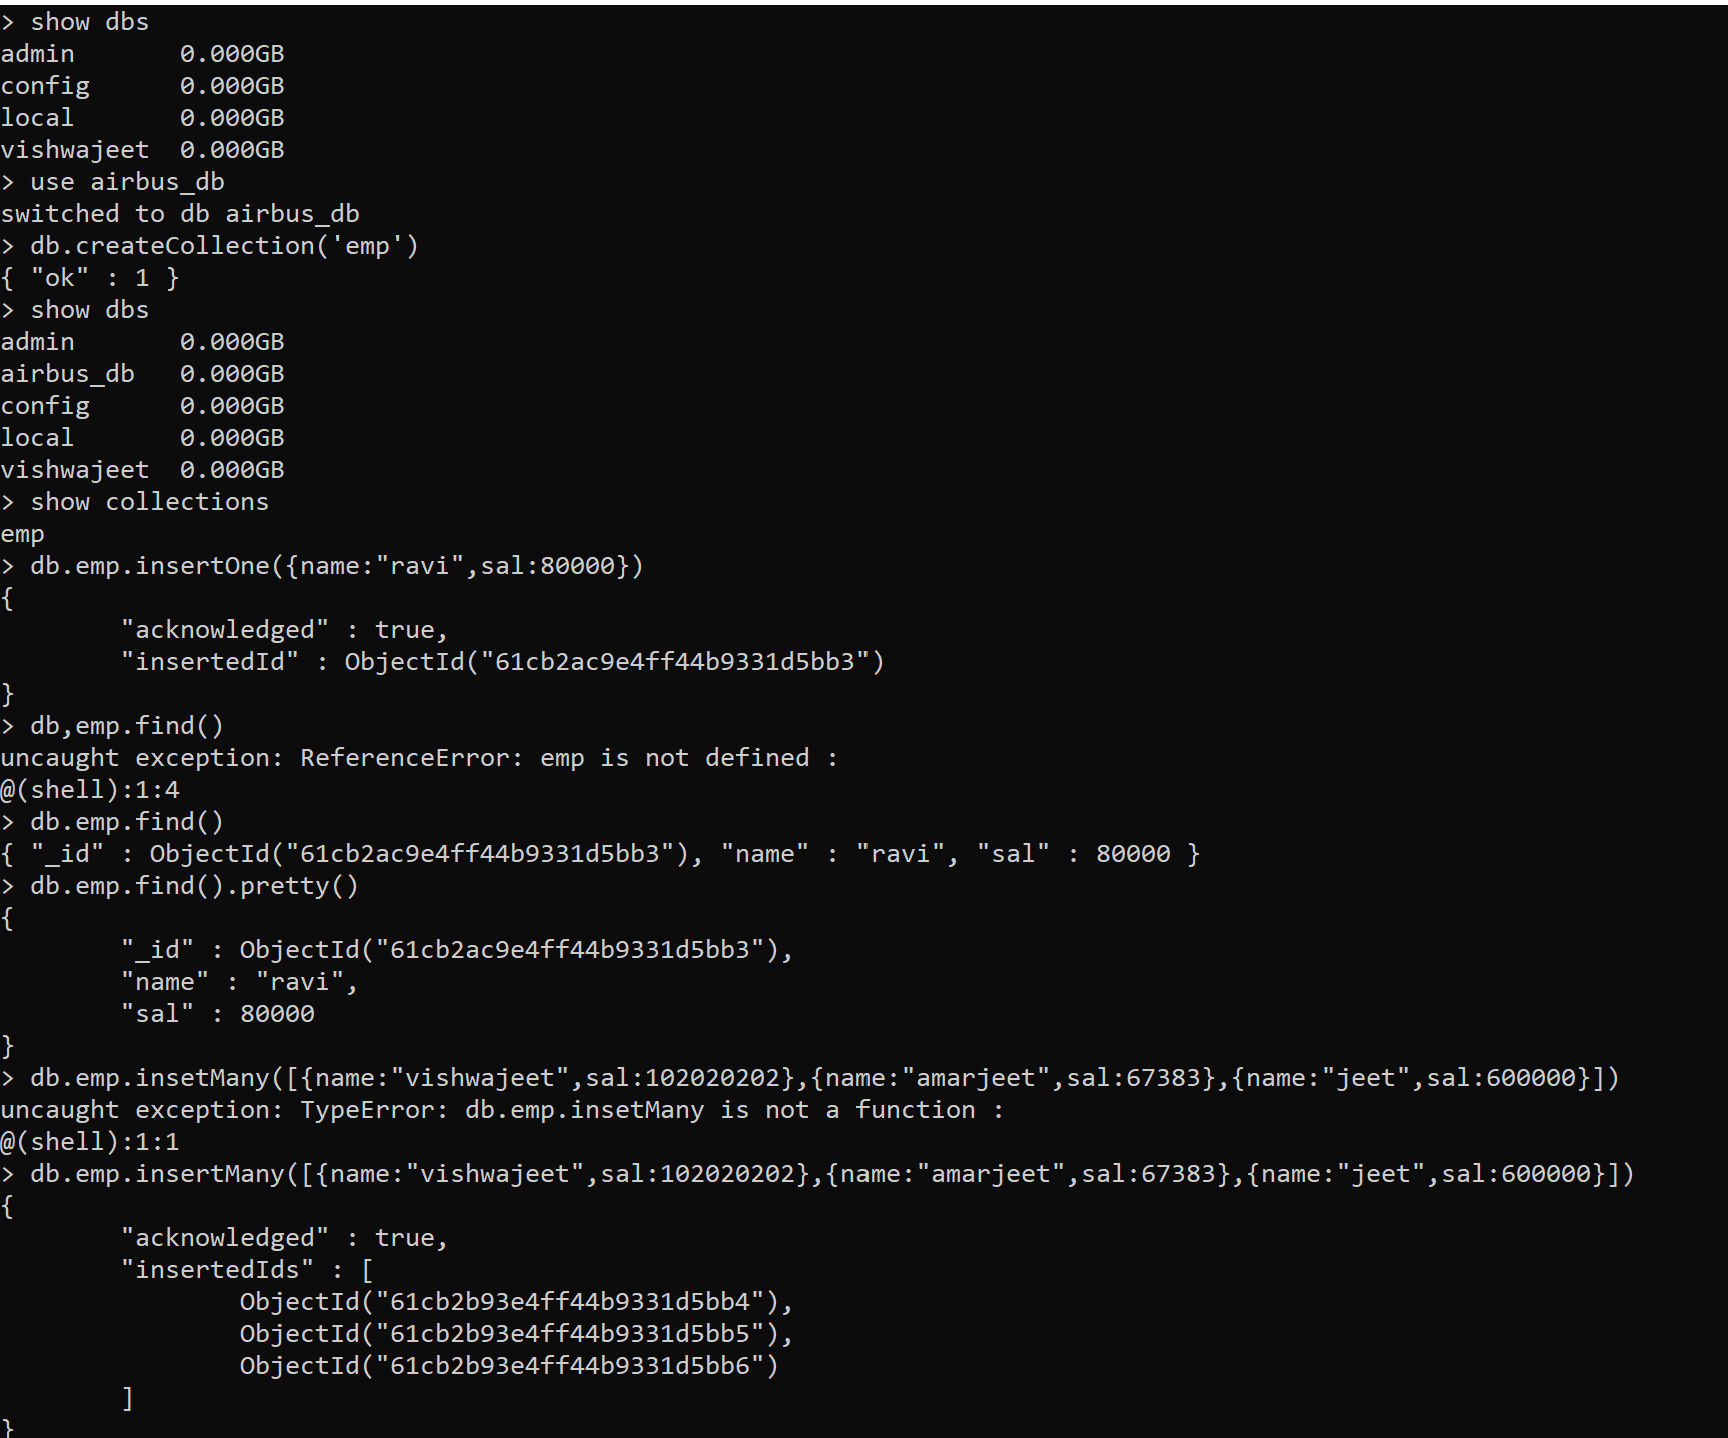 > show dbs
admin       0.000GB
config      0.000GB
local       0.000GB
vishwajeet  0.000GB
> use airbus_db
switched to db airbus_db
> db.createCollection('emp')
{ "ok" : 1 }
> show dbs
admin       0.000GB
airbus_db   0.000GB
config      0.000GB
local       0.000GB
vishwajeet  0.000GB
> show collections
emp
> db.emp.insertOne({name:"ravi",sal:80000})
{
        "acknowledged" : true,
        "insertedId" : ObjectId("61cb2ac9e4ff44b9331d5bb3")
}
> db,emp.find()
uncaught exception: ReferenceError: emp is not defined :
@(shell):1:4
> db.emp.find()
{ "_id" : ObjectId("61cb2ac9e4ff44b9331d5bb3"), "name" : "ravi", "sal" : 80000 }
> db.emp.find().pretty()
{
        "_id" : ObjectId("61cb2ac9e4ff44b9331d5bb3"),
        "name" : "ravi",
        "sal" : 80000
}
> db.emp.insetMany([{name:"vishwajeet",sal:102020202},{name:"amarjeet",sal:67383},{name:"jeet",sal:600000}])
uncaught exception: TypeError: db.emp.insetMany is not a function :
@(shell):1:1
> db.emp.insertMany([{name:"vishwajeet",sal:102020202},{name:"amarjeet",sal:67383},{name:"jeet",sal:600000}])
{
        "acknowledged" : true,
        "insertedIds" : [
                ObjectId("61cb2b93e4ff44b9331d5bb4"),
                ObjectId("61cb2b93e4ff44b9331d5bb5"),
                ObjectId("61cb2b93e4ff44b9331d5bb6")
        ]
}